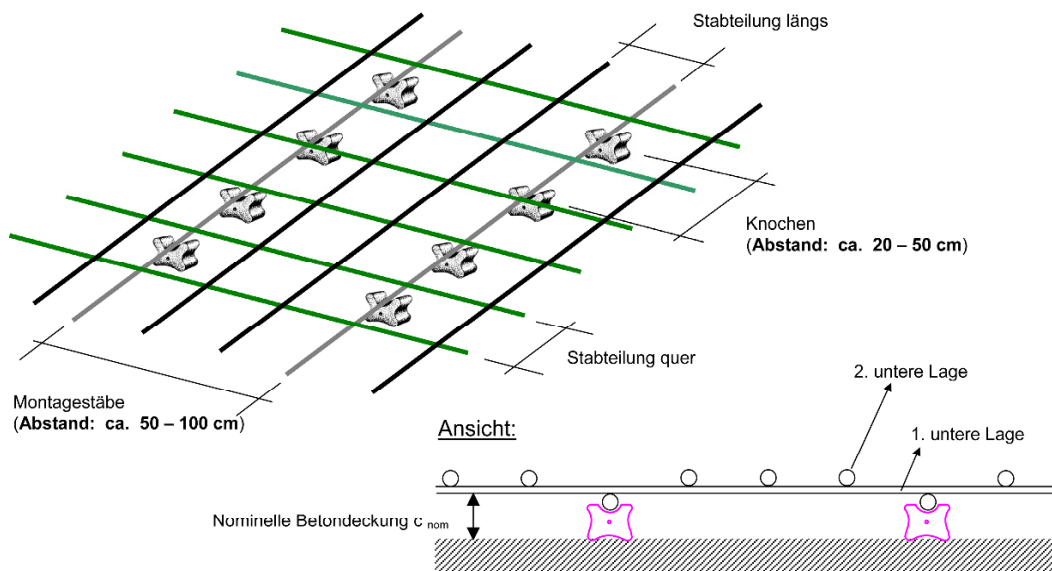 Stabteilung längs
Knochen
(Abstand: ca. 20 – 50 cm)
Stabteilung quer
Montagestäbe
(Abstand: ca. 50 – 100 cm)
2. untere Lage
Ansicht:
1. untere Lage
Nominelle Betondeckung c nom